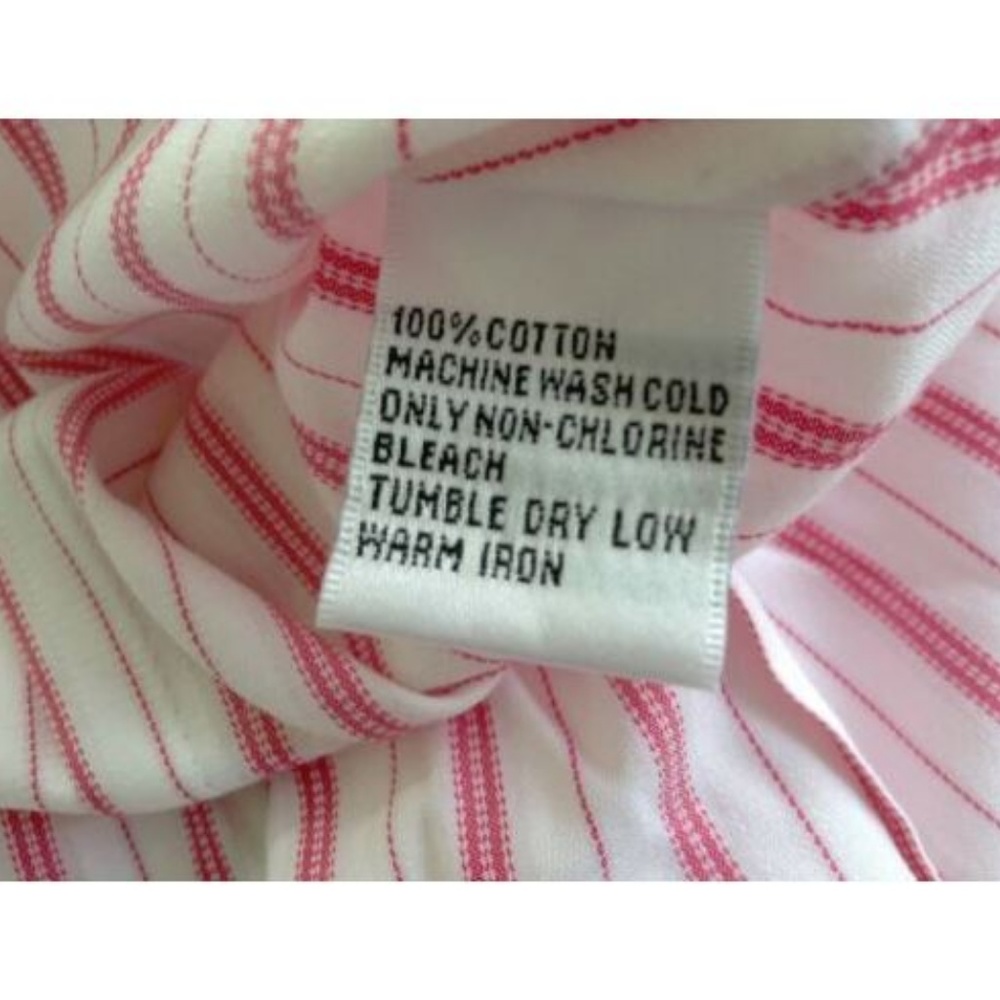 100%COTTON
MACHINE WASH COLD
ONLY NON-CHLORINE
BLEACH
TUMBLE DRY LOW
WARM IRON